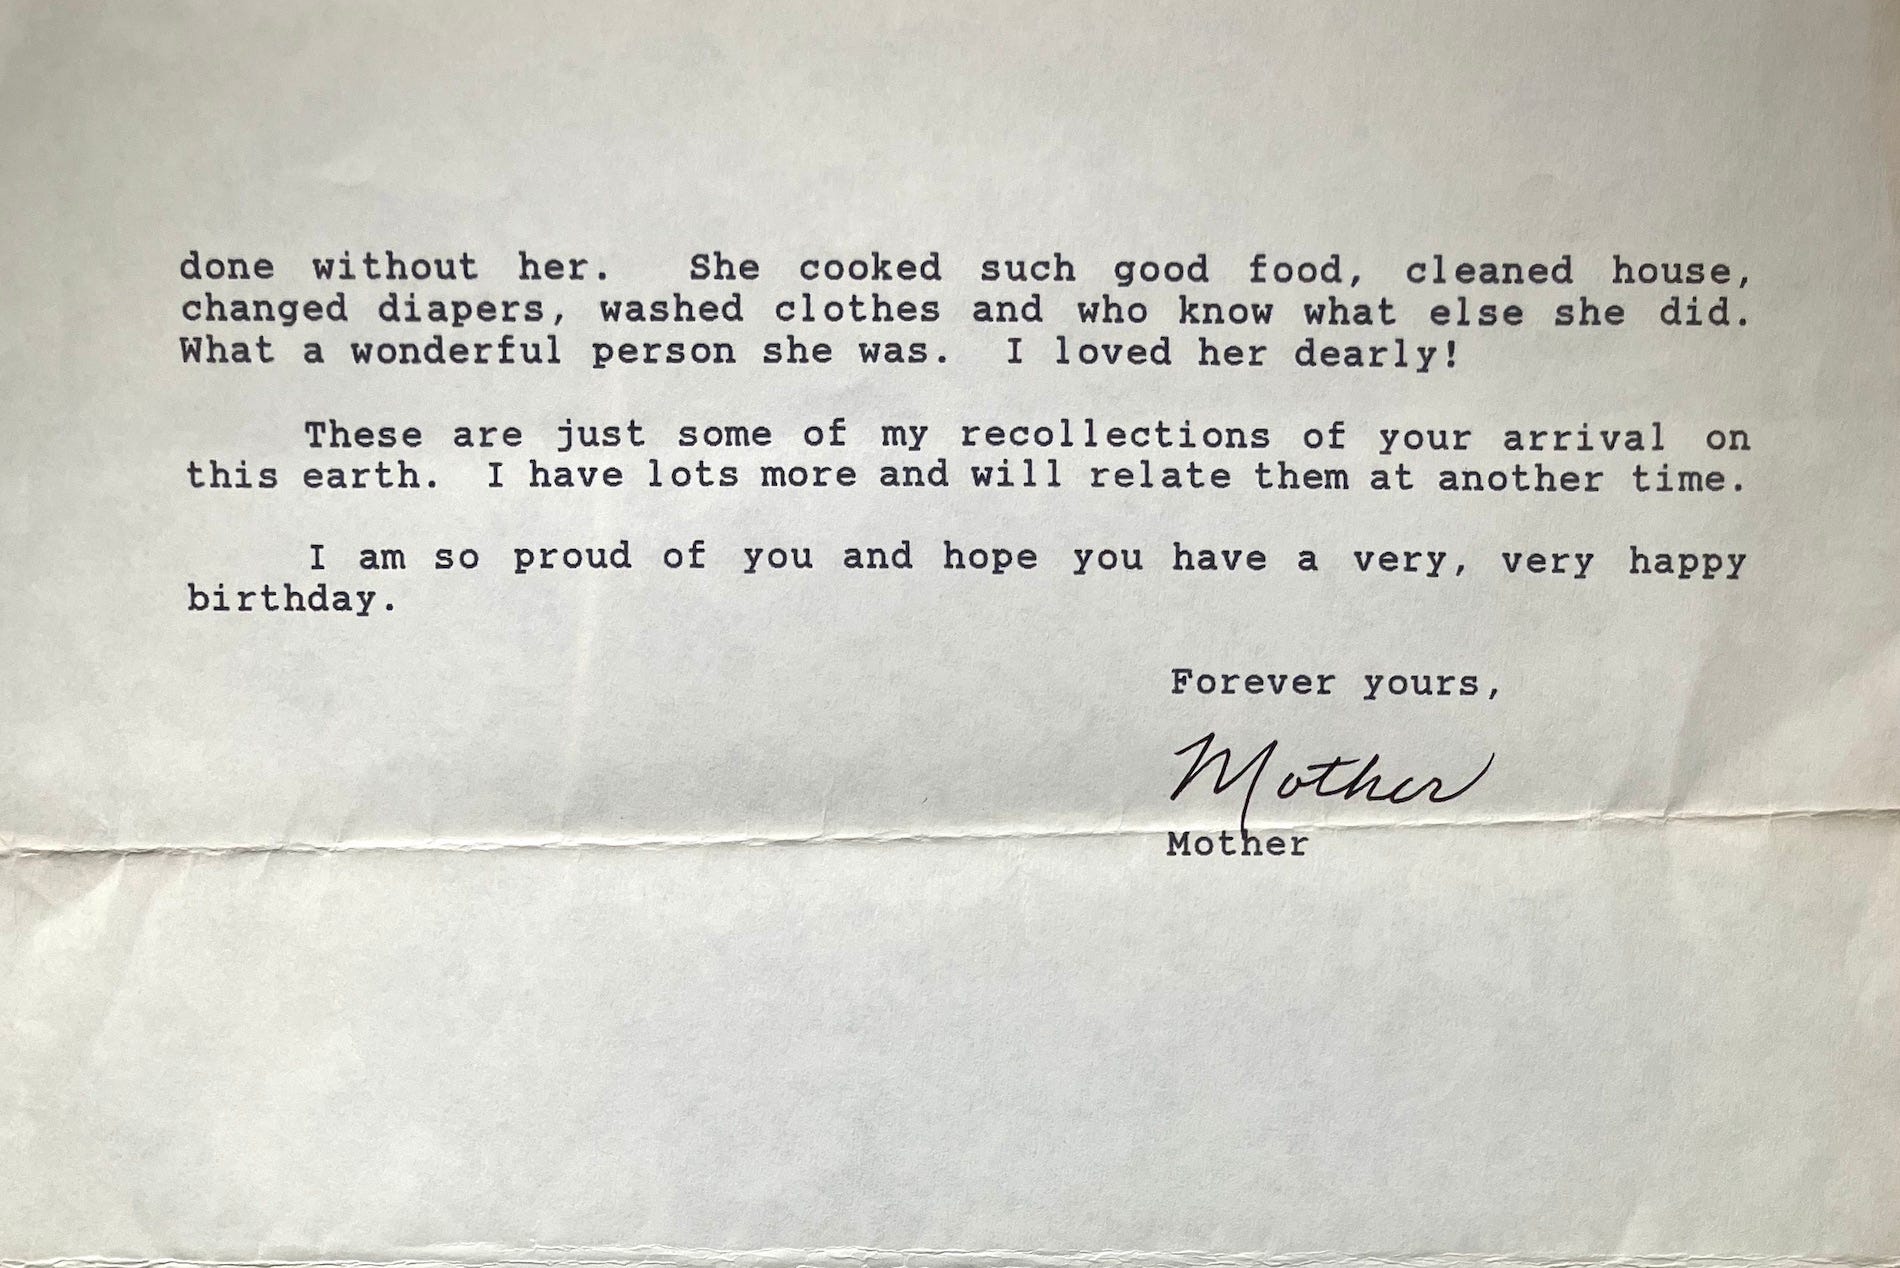 done without her. She cooked such good food, cleaned house,
changed diapers, washed clothes and who know what else she did.
What a wonderful person she was. I loved her dearly!
These are just some of my recollections of your arrival on
this earth. I have lots more and will relate them at another time.
I am so proud of you and hope you have a very, very happy
birthday.
Forever yours,
Mother
Mother